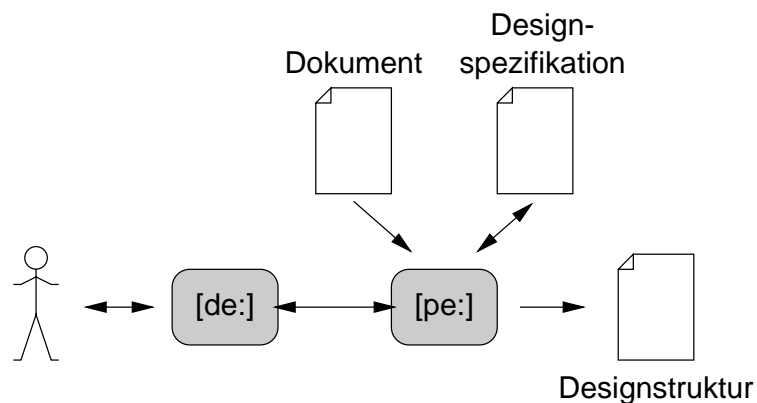 Design-
Dokument
spezifikation
[de:]
[pe:]
Designstruktur